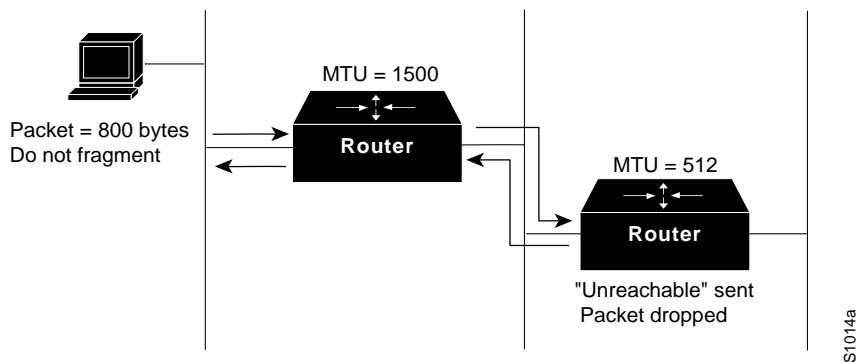 MTU = 1500
Packet = 800 bytes
Do not fragment
Router
MTU = 512
Router
"Unreachable" sent
Packet dropped
S1014a